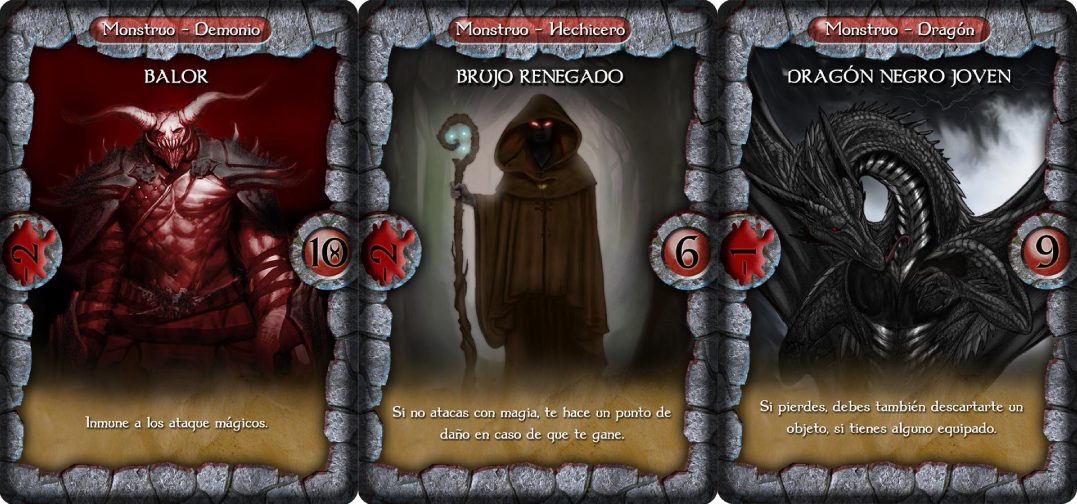 Monstruo - Demonio
BALOR
-2
10
Inmune a los ataque mágicos.
Monstruo - Hechicero
BRUJO RENEGADO
-2
6
Si no atacas con magia, te hace un punto de
daño en caso de que te gane.
Monstruo - Dragón
DRAGÓN NEGRO JOVEN
-1
9
Si pierdes, debes también descartarte un
objeto, si tienes alguno equipado.